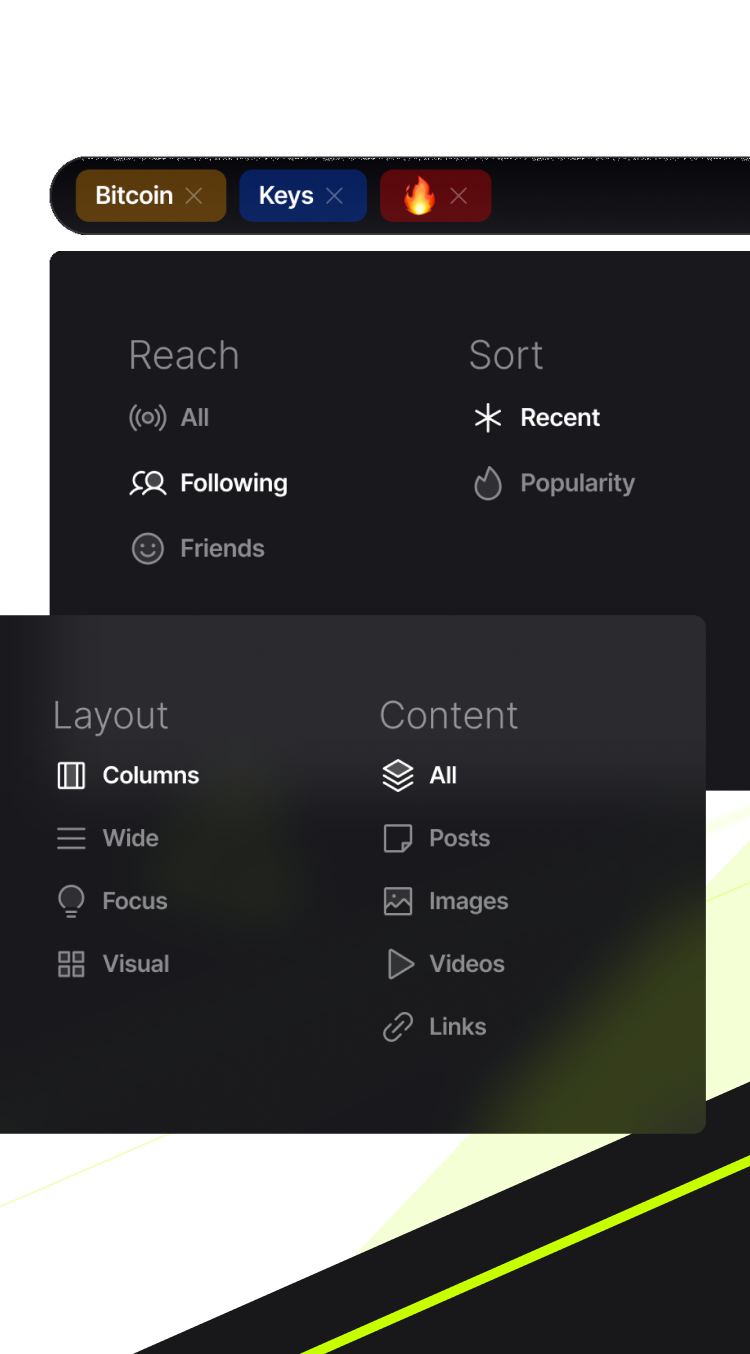 Bitcoin
Keys
🔥
Reach
All
Following
Friends
Sort
Recent
Popularity
Layout
Columns
Wide
Focus
Visual
Content
All
Posts
Images
Videos
Links